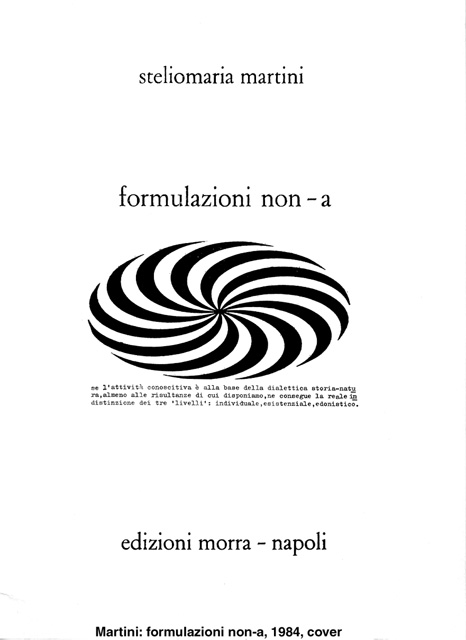 steliomaria martini
formulazioni non - a
se l'attività conoscitiva è alla base della dialettica storia-natu
ra,almeno alle risultanze di cui disponiamo,ne consegue la reale in
distinzione dei tre 'livelli': individuale,esistenziale,edonistico.
edizioni morra - napoli
Martini: formulazioni non-a, 1984, cover